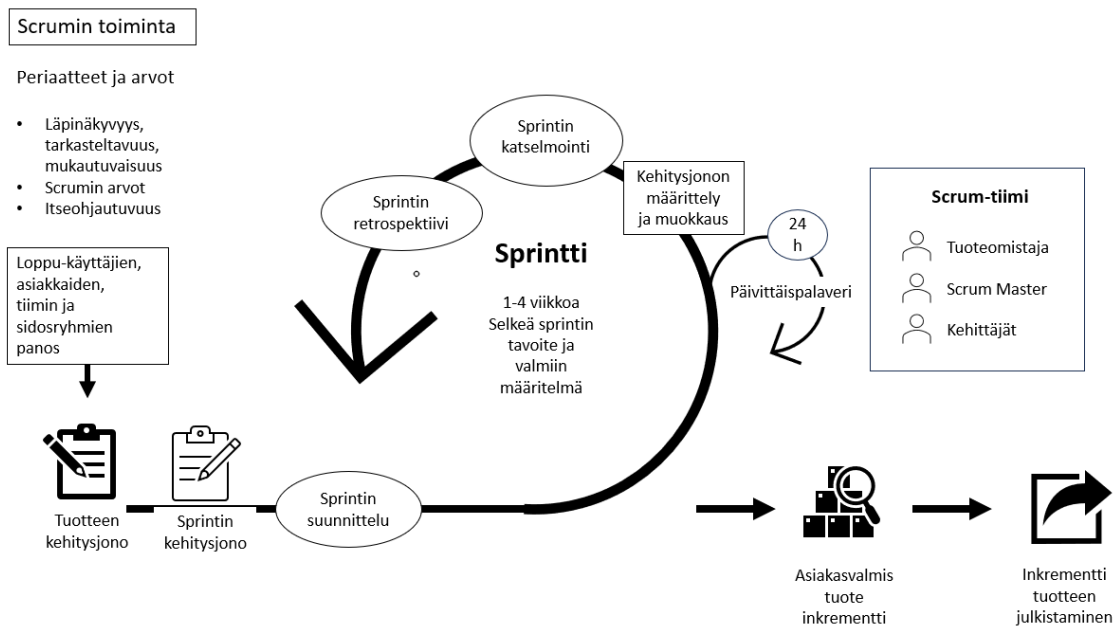 Scrumin toiminta
Periaatteet ja arvot
• Läpinäkyvyys,
tarkasteltavuus,
mukautuvaisuus
• Scrumin arvot
• Itseohjautuvuus
Loppu-käyttäjien,
asiakkaiden,
tiimin ja
sidosryhmien
panos
Tuotteen
kehitysjono
Sprintin
kehitysjono
Sprintin
suunnittelu
Sprintin
retrospektiivi
Sprintin
katselmointi
Kehitysjonon
määrittely
ja muokkaus
Sprintti
1-4 viikkoa
Selkeä sprintin
tavoite ja
valmiin
määritelmä
24
h
Päivittäispalaveri
Scrum-tiimi
Tuoteomistaja
Scrum Master
Kehittäjät
Asiakasvalmis
tuote
inkrementti
Inkrementti
tuotteen
julkistaminen